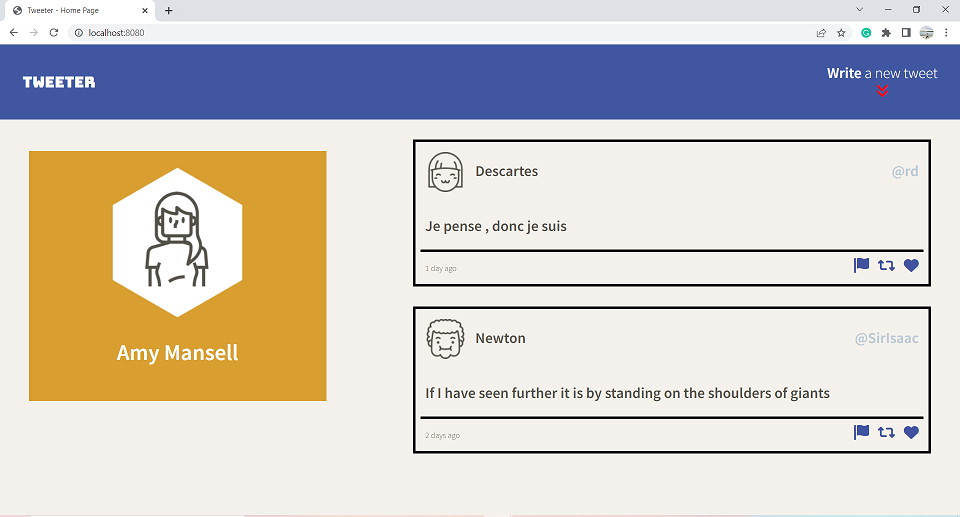 Tweeter - Home Page
localhost:8080
TWEETER
Write a new tweet
Amy Mansell
Descartes
@rd
Je pense , donc je suis
1 day ago
Newton
@SirIsaac
If I have seen further it is by standing on the shoulders of giants
2 days ago